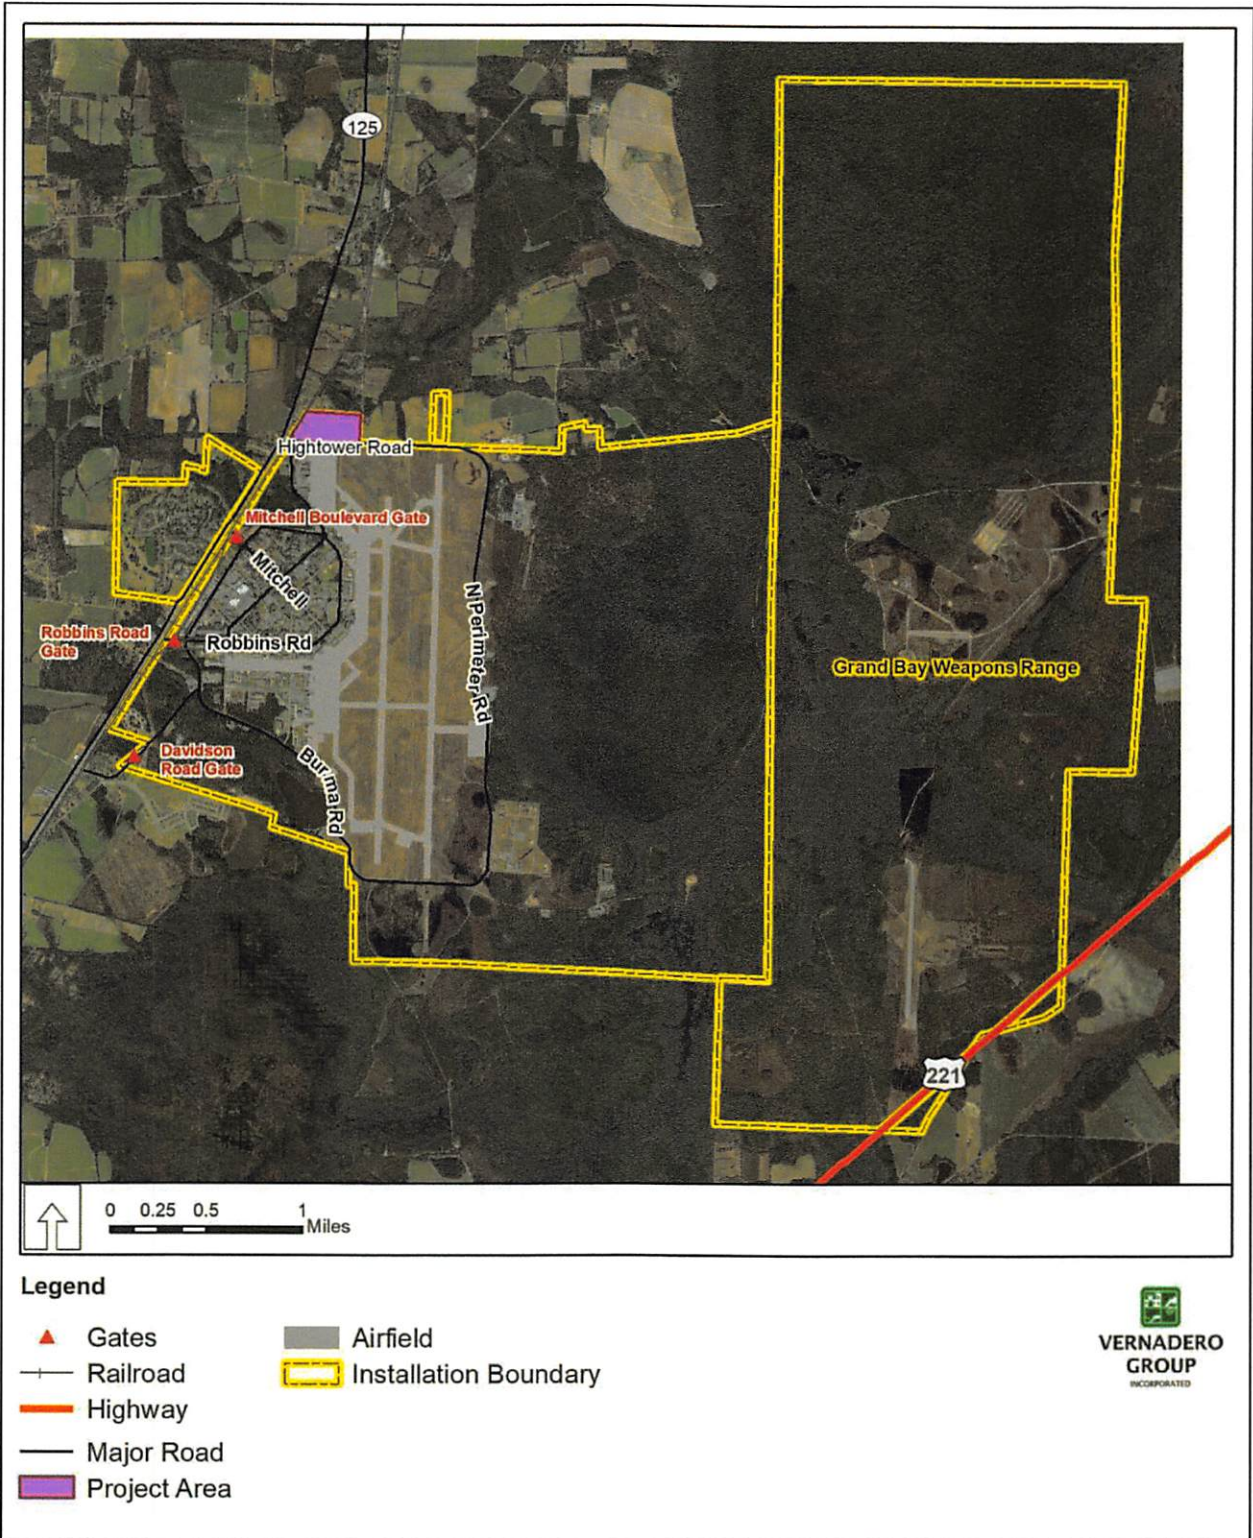 125
Hightower Road
Mitchell Boulevard Gate
Mitchell
N Perimeter Rd
Robbins Road
Gate
Robbins Rd
Grand Bay Weapons Range
Davidson
Road Gate
Burma Rd
221
0 0.25 0.5 1
Miles
Legend
Gates
Railroad
Highway
Major Road
Project Area
Airfield
Installation Boundary
VERNADERO
GROUP
INCORPORATED